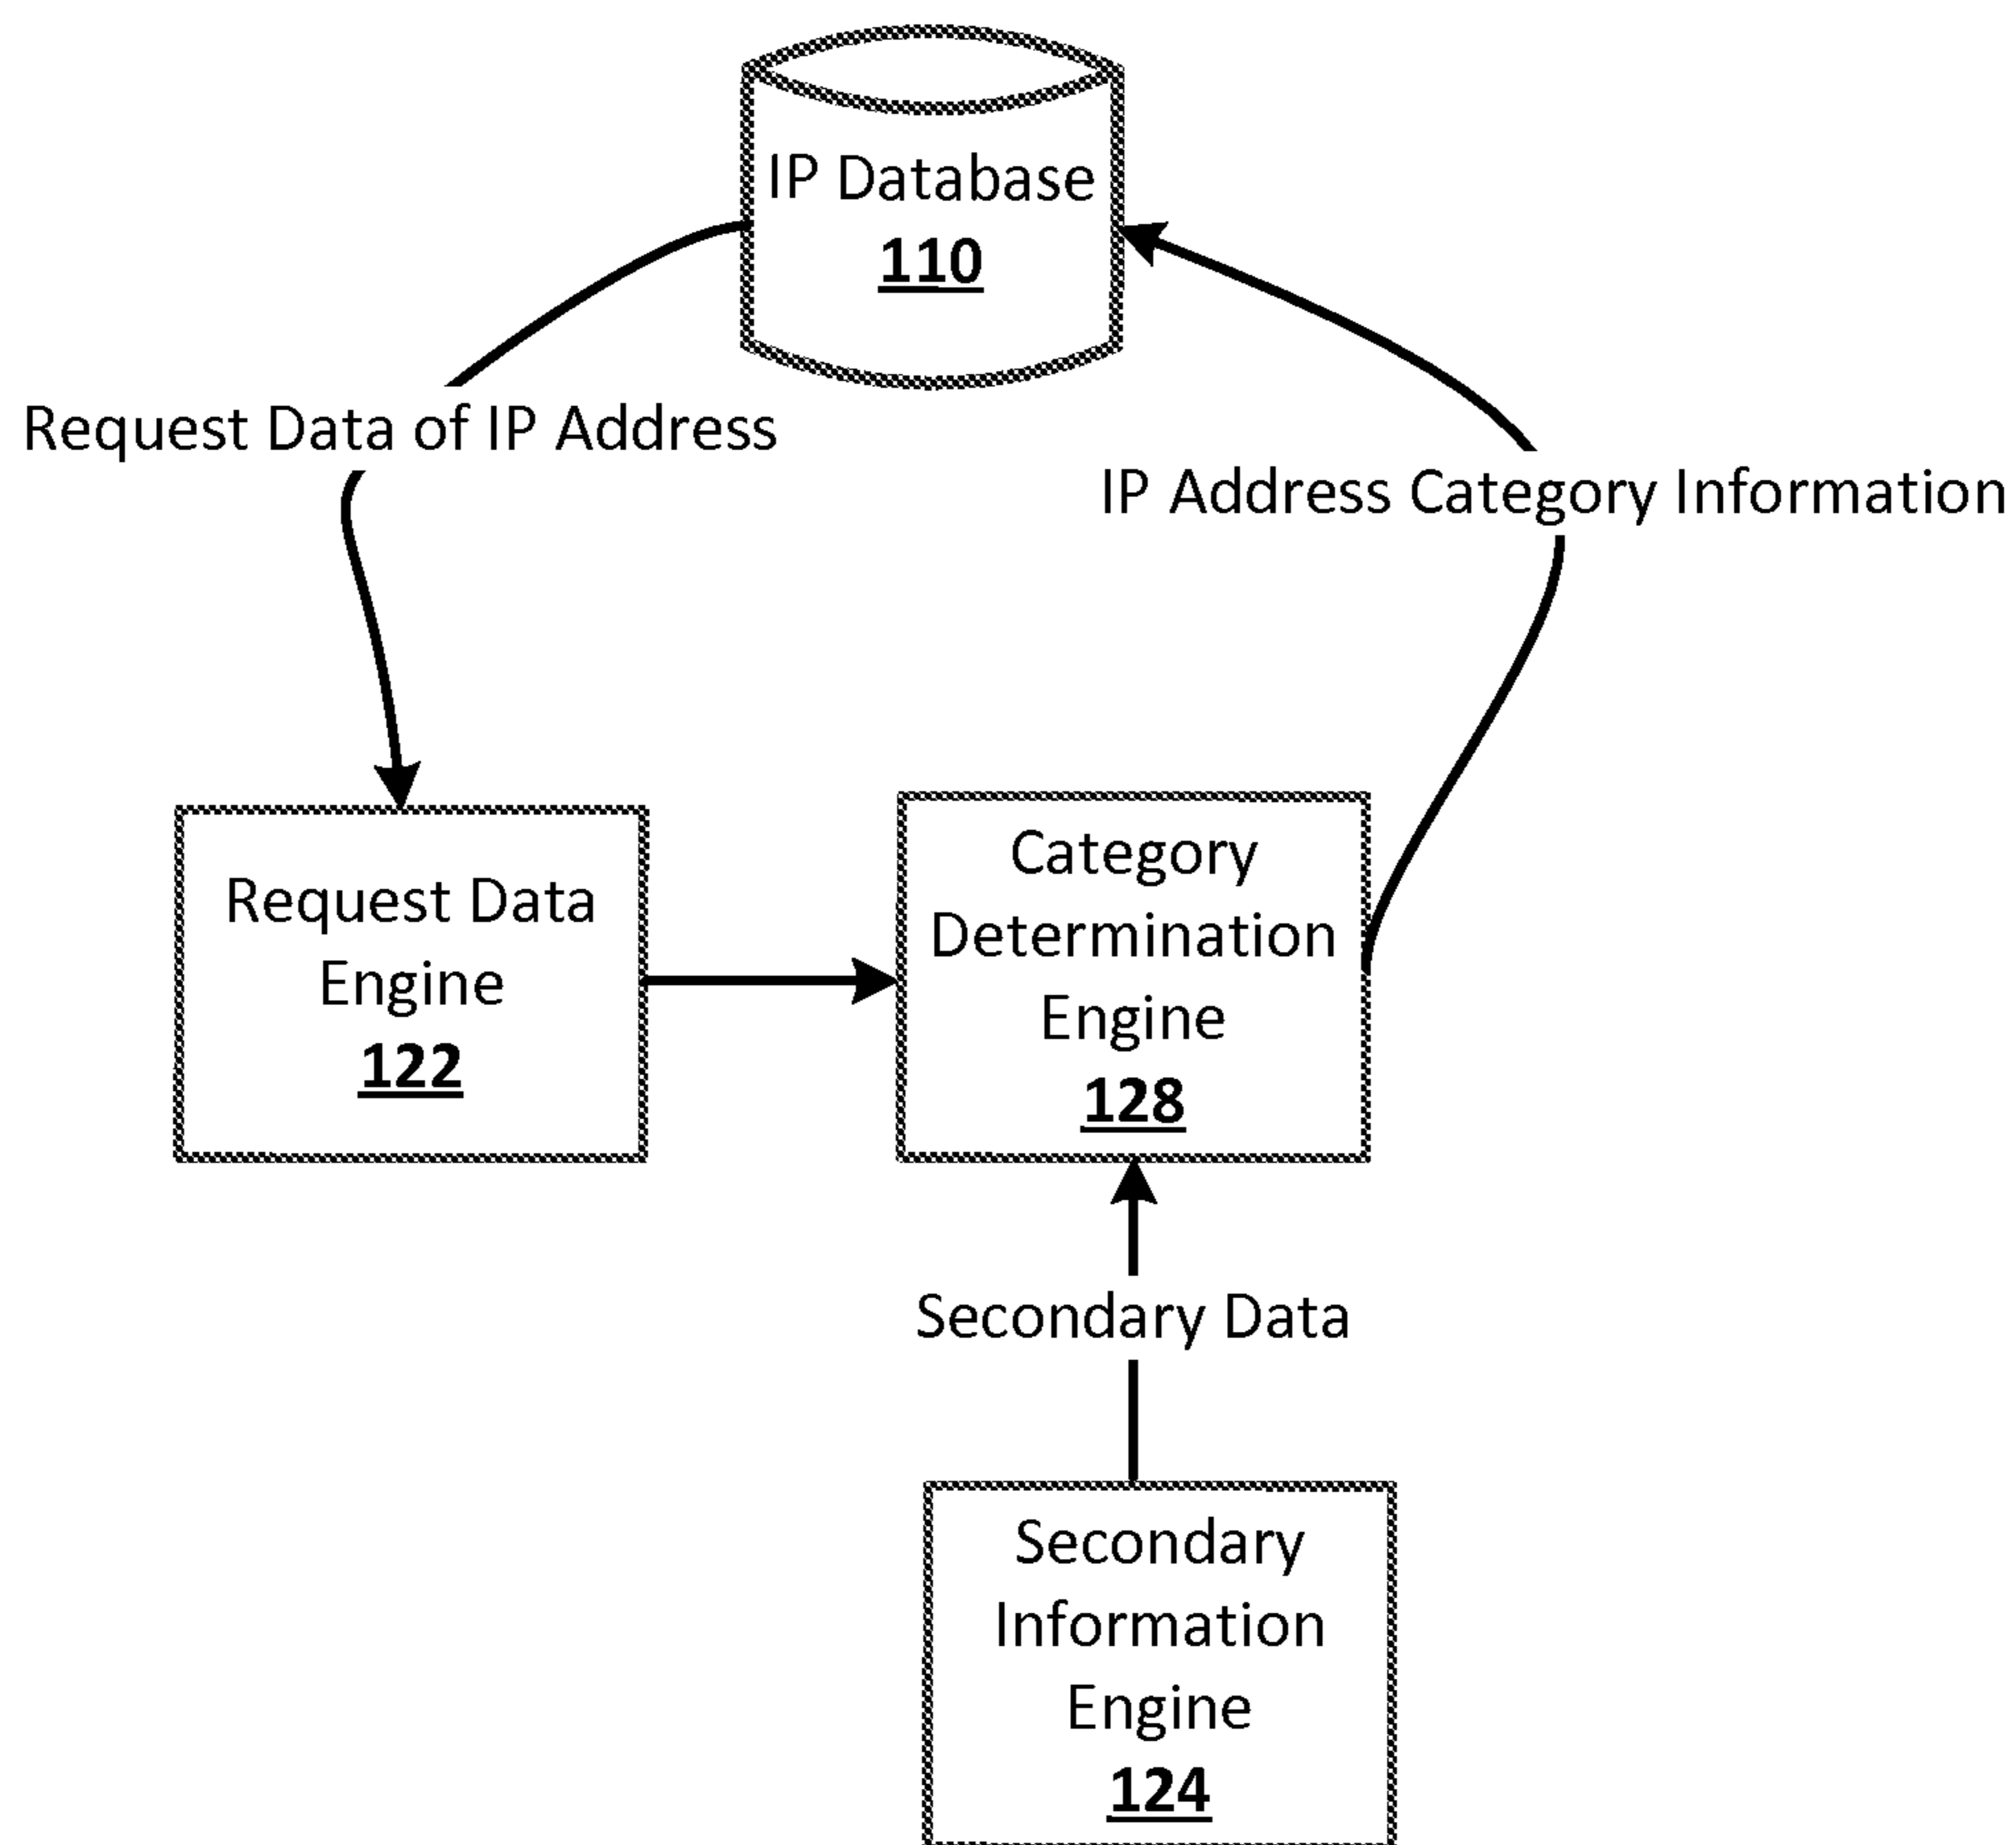 IP Database
110
Request Data of IP Address
IP Address Category Information
Request Data
Engine
122
Category
Determination
Engine
128
Secondary Data
Secondary
Information
Engine
124